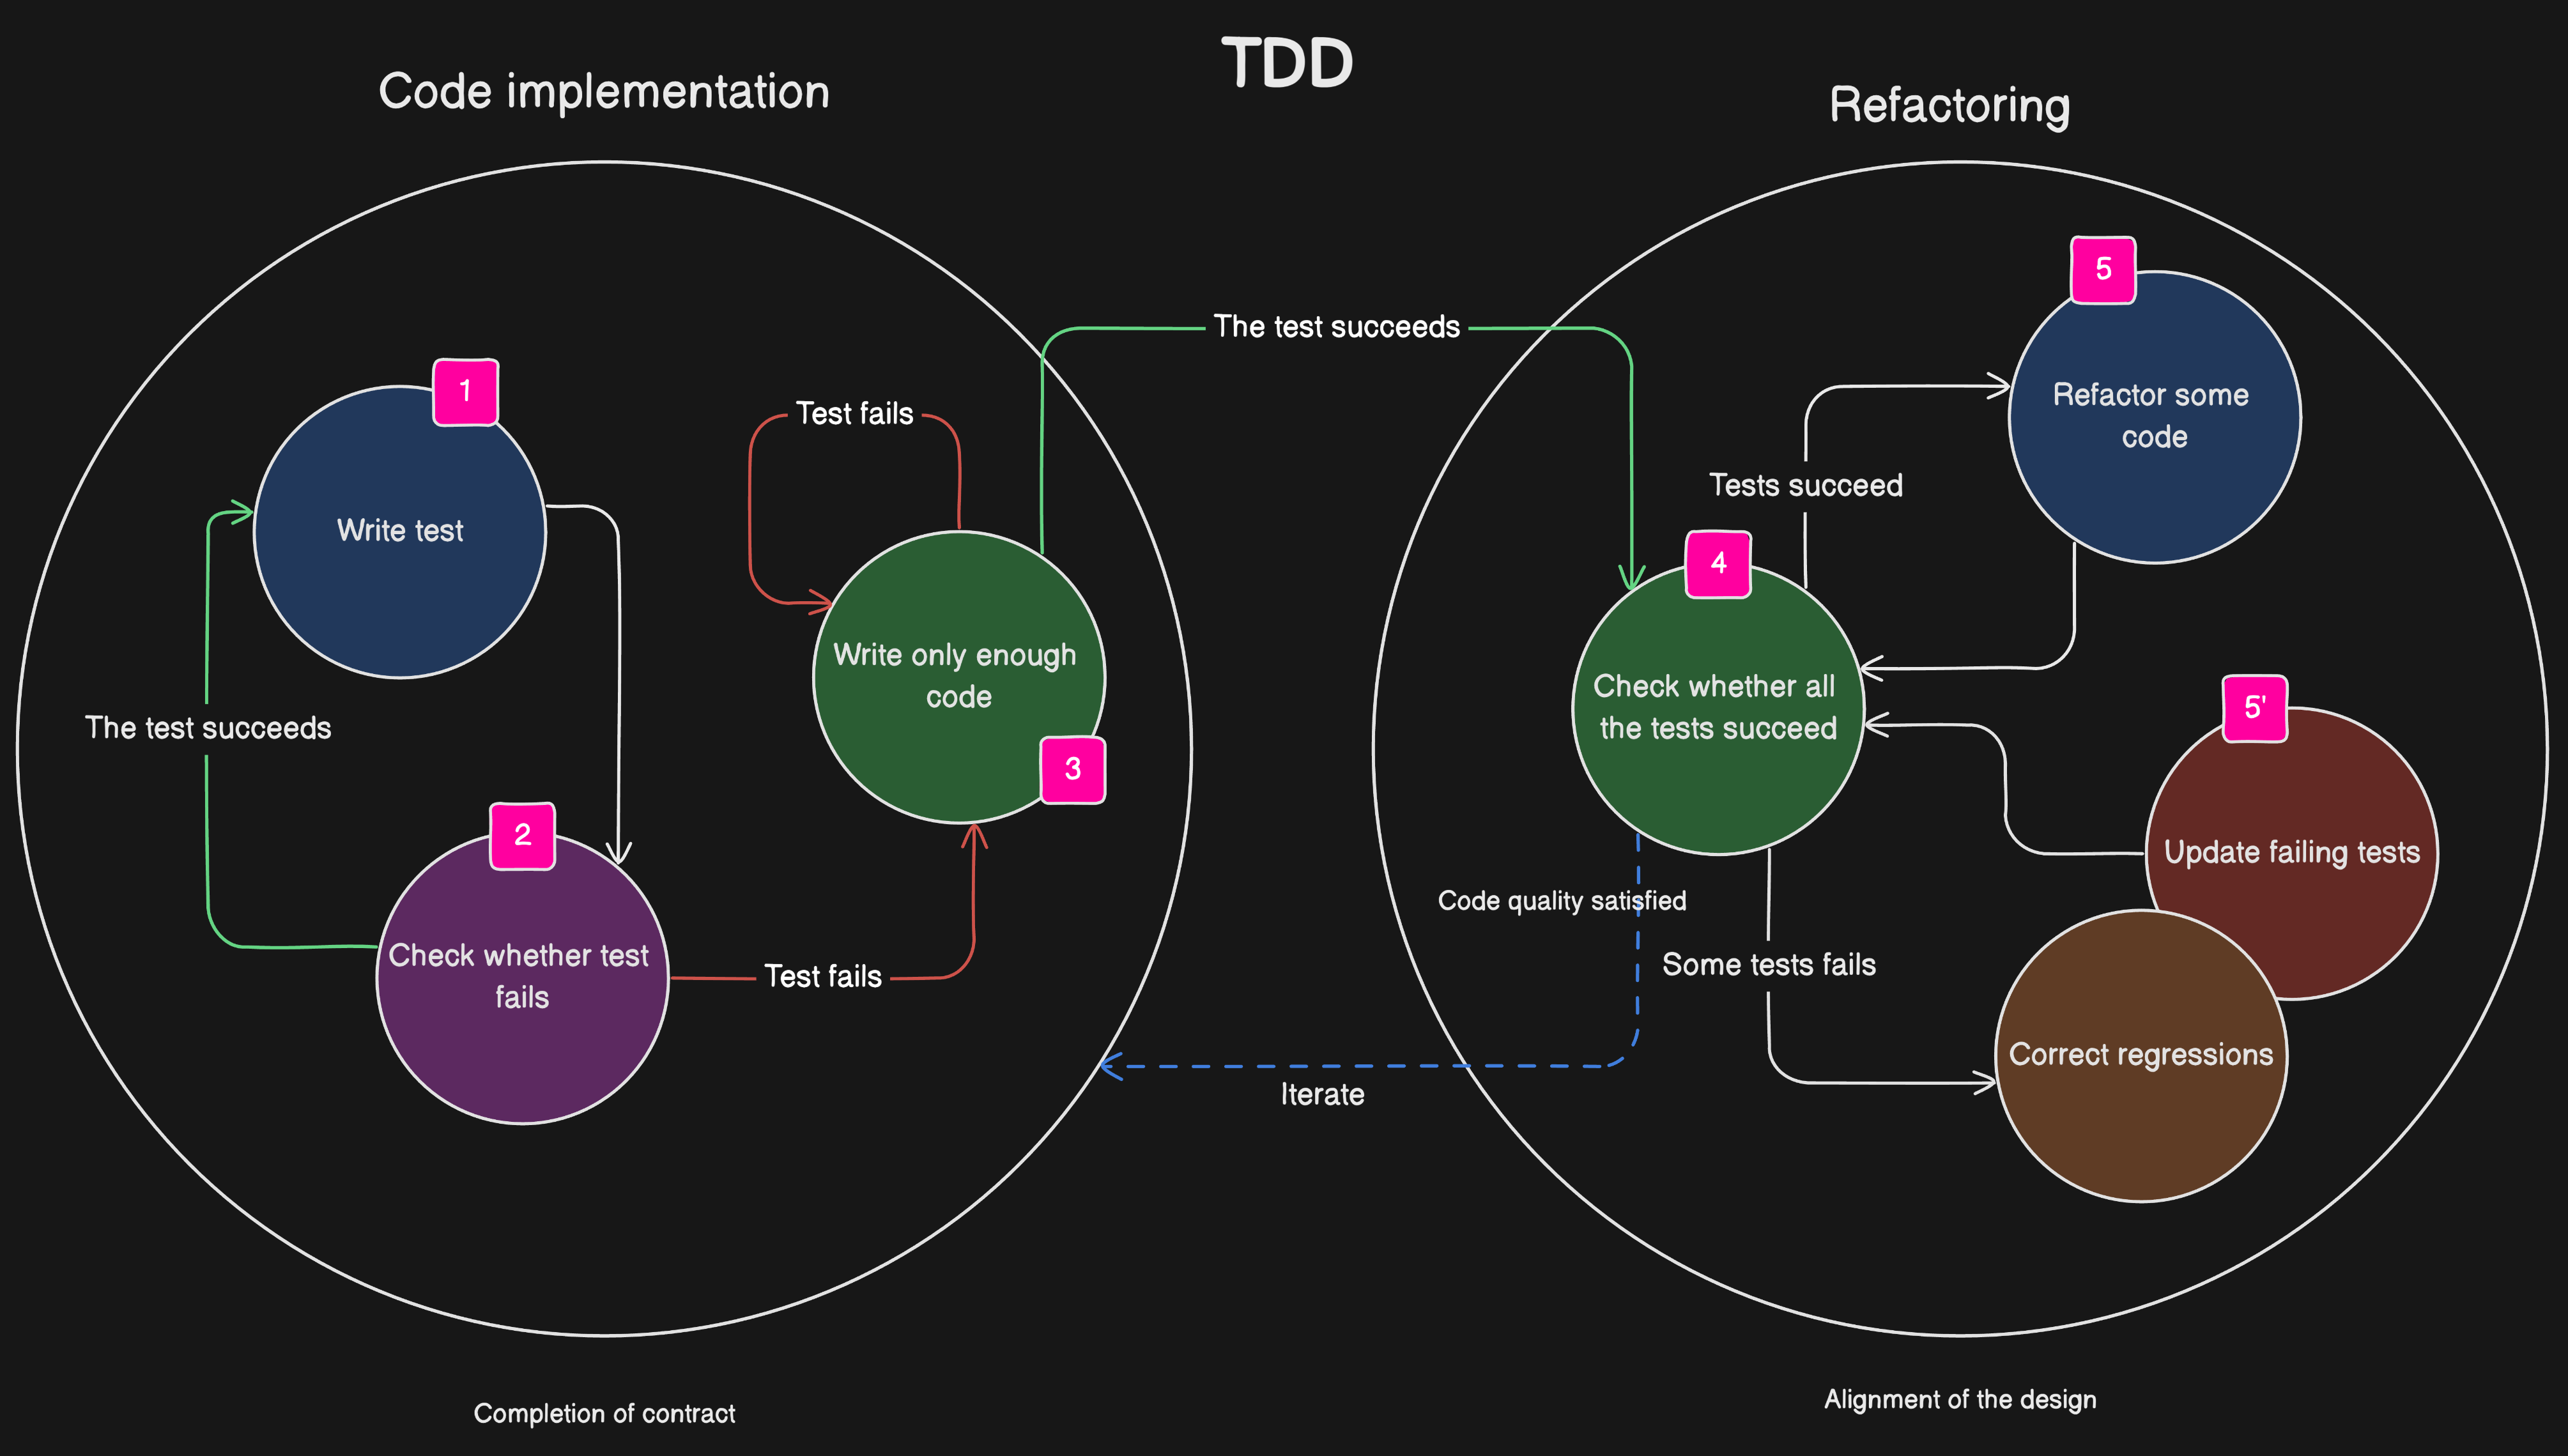 TDD
Code implementation
Refactoring
5
The test succeeds
1
Test fails
Refactor some
code
Tests succeed
Write test
4
Write only enough
code
Check whether all
the tests succeed
5'
The test succeeds
3
2
Update failing tests
Code quality satisfied
Check whether test
fails
Test fails
Some tests fails
Correct regressions
Iterate
Completion of contract
Alignment of the design